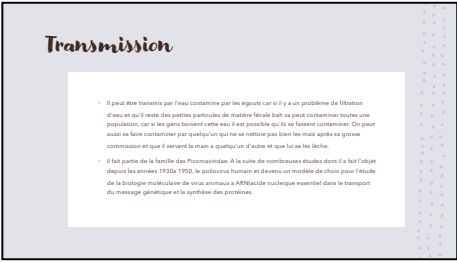 Transmission
• Il peut être transmis par l'eau contamine par les égouts car si il y a un problème de filtration
d'eau et qu'il reste des petites particules de matière fécale bah sa peut contaminer toutes une
population, car si les gens boivent cette eau il est possible qu'ils se fassent contaminer. On peut
aussi se faire contaminer par quelqu'un qui ne se nettoie pas bien les mais après sa grosse
commission et que il servent la main a quelqu'un d'autre et que lui se les lèche.
• Il fait partie de la famille des Picornaviridae. A la suite de nombreuses études dont il a fait l'objet
depuis les années 1930a 1950, le poliovirus humain et devenu un modèle de choix pour l'étude
de la biologie moléculaire de virus animaux a ARN(acide nucleique essentiel dans le transport
du message génétique et la synthèse des protéines.